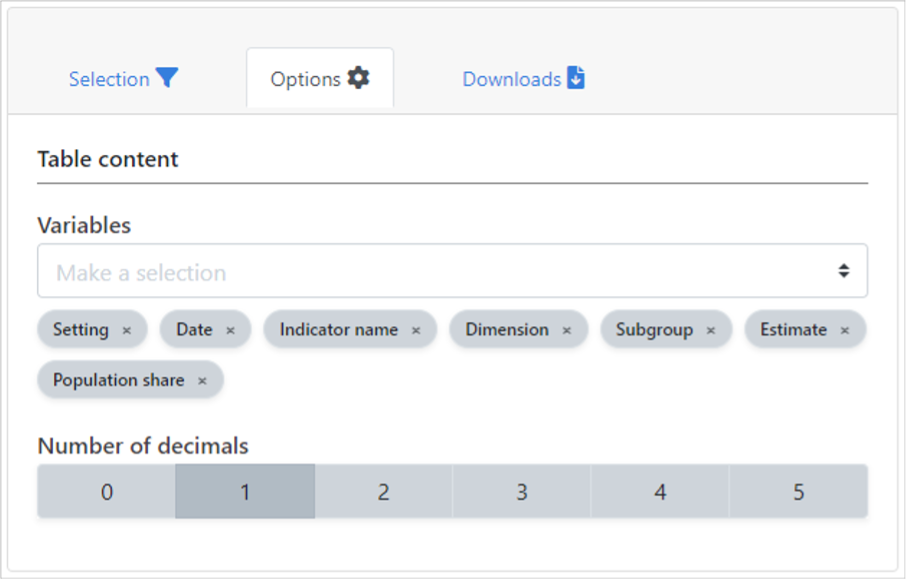 Selection Options Downloads
Table content
Variables
Make a selection
Setting × Date × Indicator name × Dimension × Subgroup × Estimate ×
Population share ×
Number of decimals
0 1 2 3 4 5